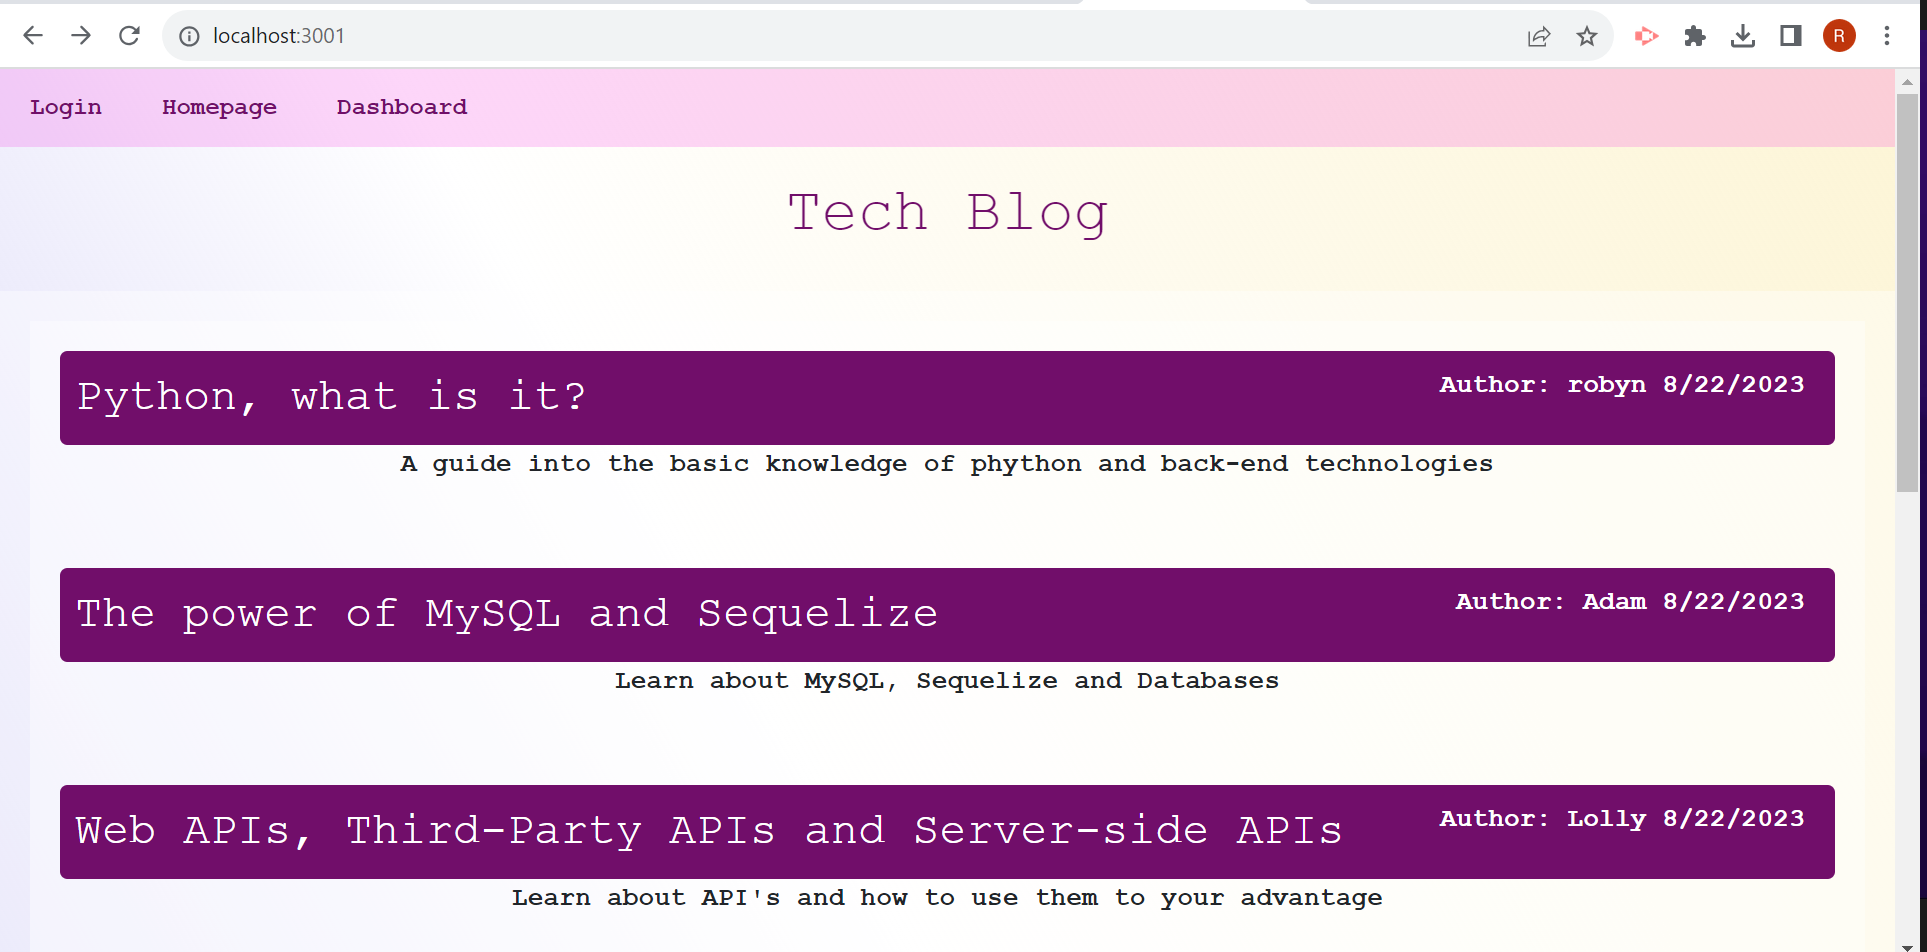 localhost:3001
R
Login Homepage Dashboard
Tech Blog
Python, what is it?
Author: robyn 8/22/2023
A guide into the basic knowledge of phython and back-end technologies
The power of MySQL and Sequelize
Author: Adam 8/22/2023
Learn about MySQL, Sequelize and Databases
Web APIs, Third-Party APIs and Server-side APIs
Author: Lolly 8/22/2023
Learn about API's and how to use them to your advantage